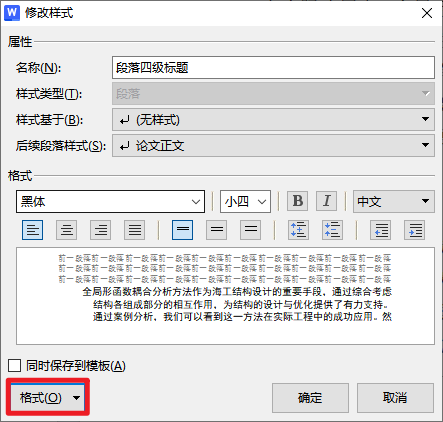 W 修改样式
属性
名称(N): 段落四级标题
样式类型(T): 段落
样式基于(B): (无样式)
后续段落样式(S): 论文正文
格式
黑体 小四 B I 中文
前一段落前一段落前一段落前一段落前一段落前一段落前一段落前一段落
前一段落前一段落前一段落前一段落前一段落前一段落前一段落前一段落
前一段落前一段落前一段落前一段落前一段落前一段落前一段落前一段落
全局形函数耦合分析方法作为海工结构设计的重要手段，通过综合考虑
结构各组成部分的相互作用，为结构的设计与优化提供了有力支持。
通过案例分析，我们可以看到这一方法在实际工程中的成功应用。然
同时保存到模板(A)
格式(O) 确定 取消